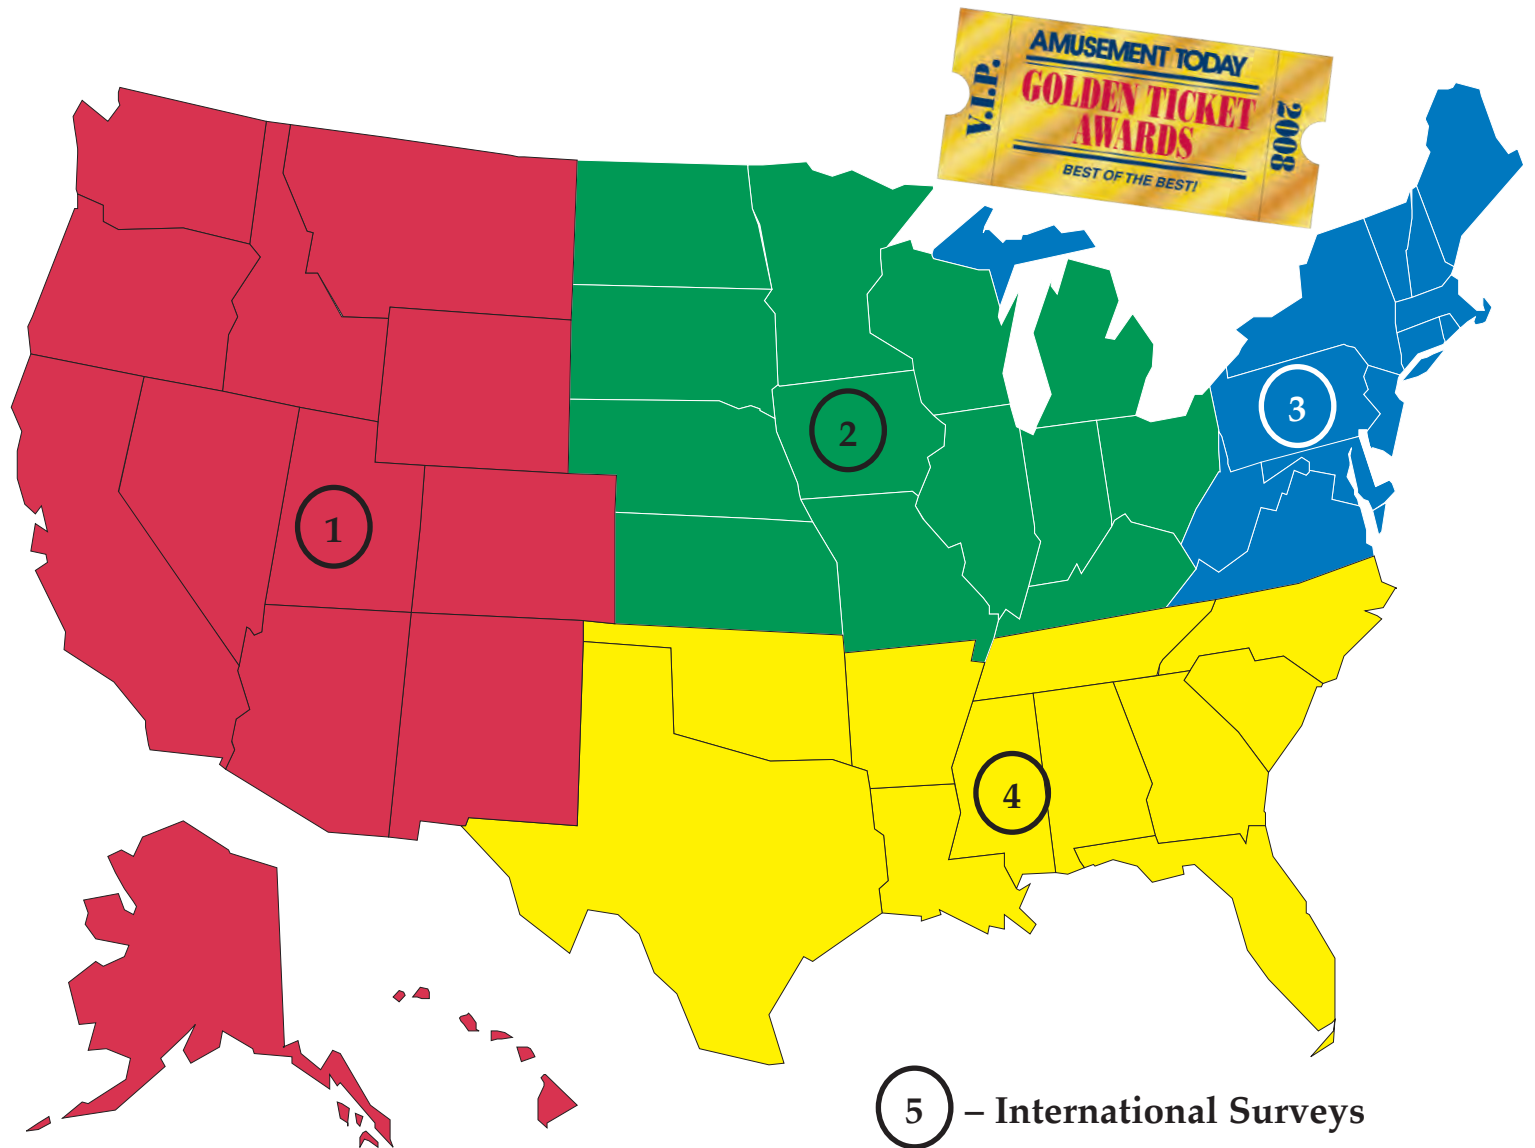 V.I.P.
AMUSEMENT TODAY
GOLDEN TICKET
AWARDS
BEST OF THE BEST!
2008
3
2
1
4
5 – International Surveys